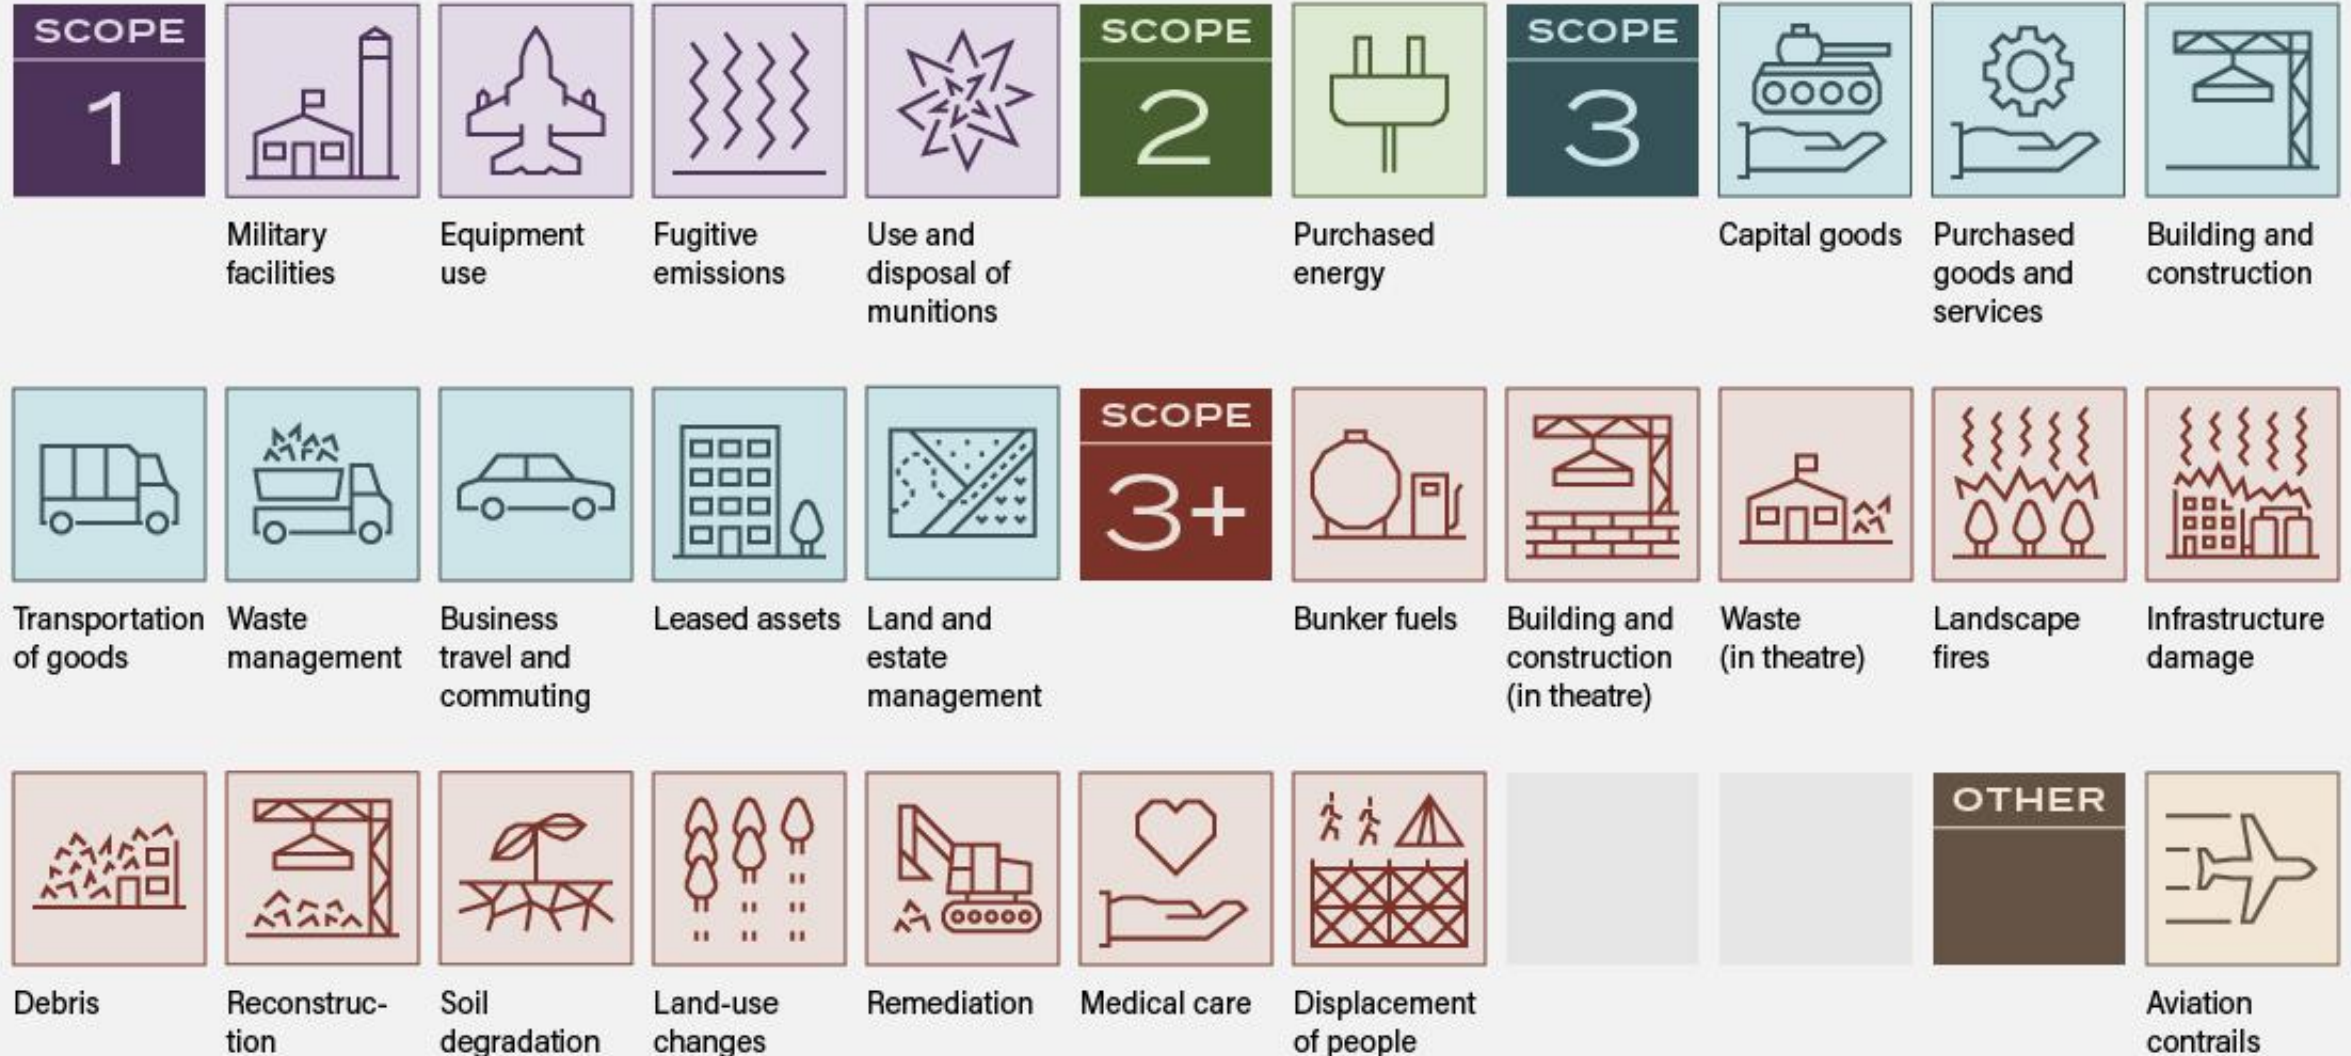 SCOPE
1
Military
facilities
Equipment
use
Fugitive
emissions
Use and
disposal of
munitions
SCOPE
2
Purchased
energy
SCOPE
3
Capital goods
Purchased
goods and
services
Building and
construction
Transportation
of goods
Waste
management
Business
travel and
commuting
Leased assets
Land and
estate
management
SCOPE
3+
Bunker fuels
Building and
construction
(in theatre)
Waste
(in theatre)
Landscape
fires
Infrastructure
damage
Debris
Reconstruc-
tion
Soil
degradation
Land-use
changes
Remediation
Medical care
Displacement
of people
OTHER
Aviation
contrails